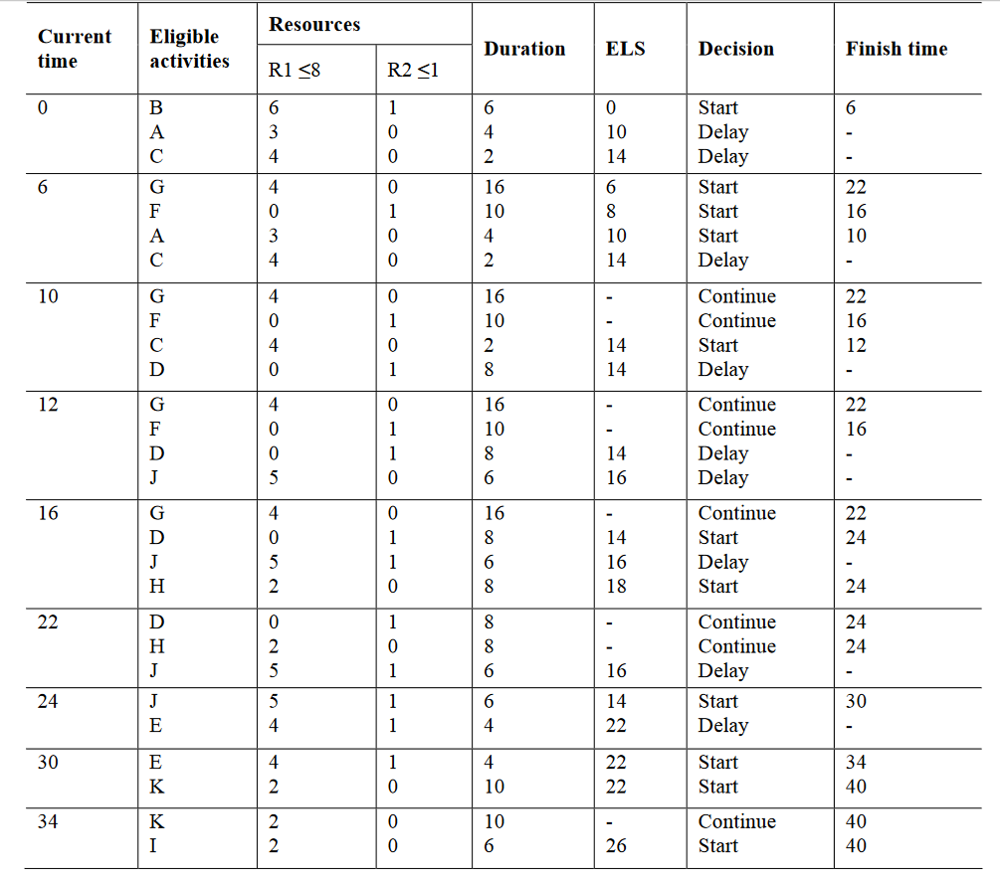 Current time Eligible activities Resources Duration ELS Decision Finish time
R1 ≤8 R2 ≤1
0 B 6 1 6 0 Start 6
A 3 0 4 10 Delay -
C 4 0 2 14 Delay -
6 G 4 0 16 6 Start 22
F 0 1 10 8 Start 16
A 3 0 4 10 Start 10
C 4 0 2 14 Delay -
10 G 4 0 16 - Continue 22
F 0 1 10 - Continue 16
C 4 0 2 14 Start 12
D 0 1 8 14 Delay -
12 G 4 0 16 - Continue 22
F 0 1 10 - Continue 16
D 0 1 8 14 Delay -
J 5 0 6 16 Delay -
16 G 4 0 16 - Continue 22
D 0 1 8 14 Start 24
J 5 1 6 16 Delay -
H 2 0 8 18 Start 24
22 D 0 1 8 - Continue 24
H 2 0 8 - Continue 24
J 5 1 6 16 Delay -
24 J 5 1 6 14 Start 30
E 4 1 4 22 Delay -
30 E 4 1 4 22 Start 34
K 2 0 10 22 Start 40
34 K 2 0 10 - Continue 40
I 2 0 6 26 Start 40